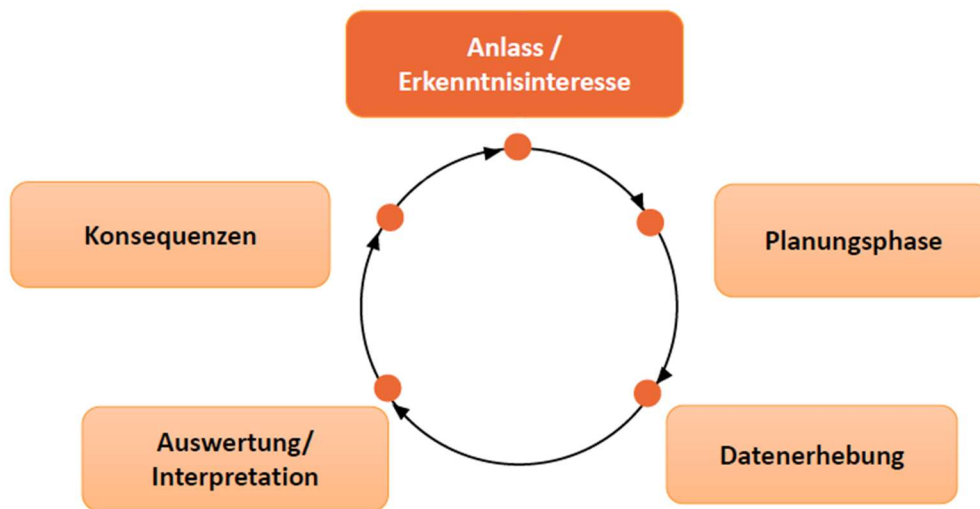 Anlass /
Erkenntnisinteresse
Planungsphase
Datenerhebung
Auswertung/
Interpretation
Konsequenzen